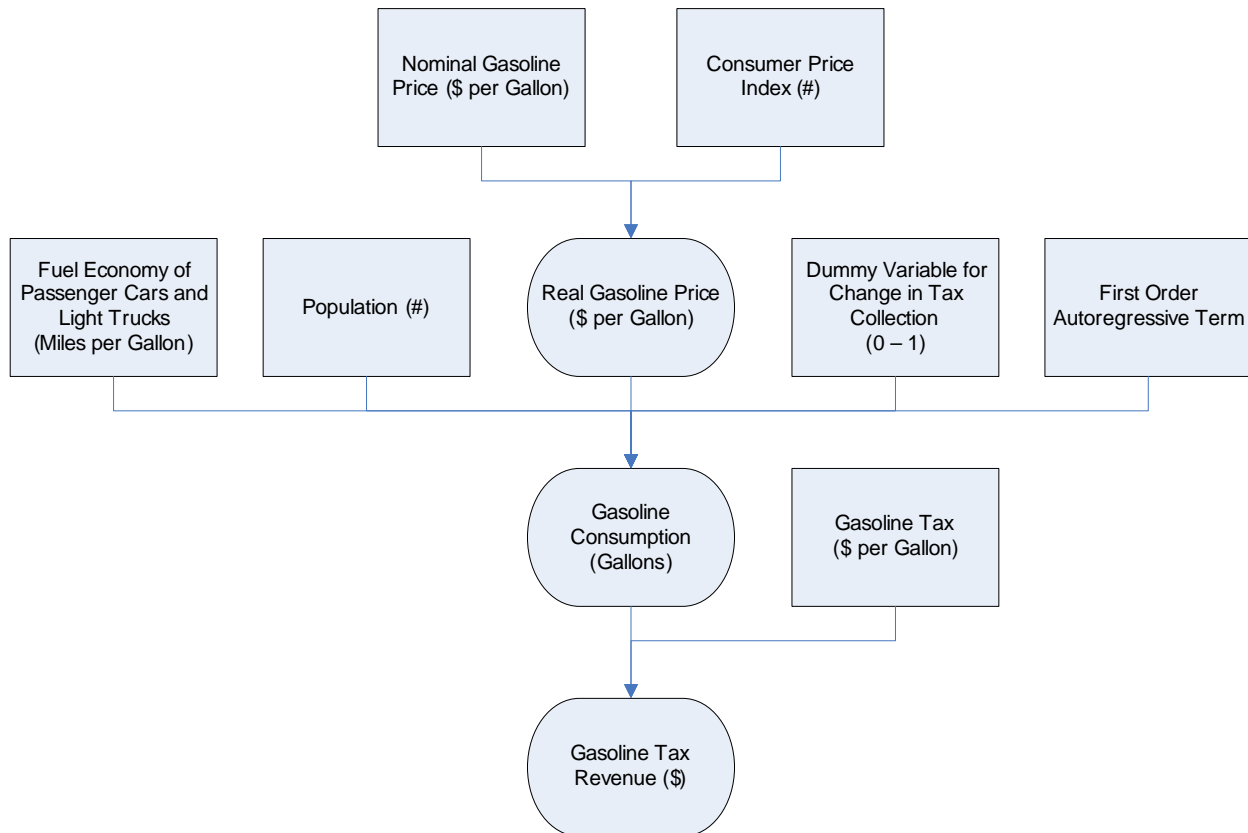 Nominal Gasoline
Price ($ per Gallon)
Consumer Price
Index (#)
Fuel Economy of
Passenger Cars and
Light Trucks
(Miles per Gallon)
Population (#)
Real Gasoline Price
($ per Gallon)
Dummy Variable for
Change in Tax
Collection
(0 – 1)
First Order
Autoregressive Term
Gasoline
Consumption
(Gallons)
Gasoline Tax
($ per Gallon)
Gasoline Tax
Revenue ($)